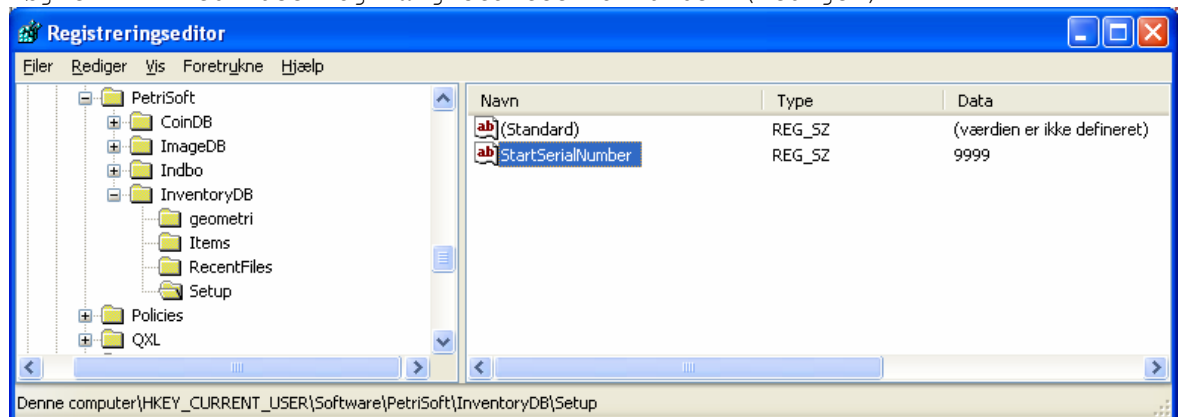 Registreringseditor
Filer Rediger Vis Foretrukne Hjælp
PetriSoft
CoinDB
ImageDB
Indbo
InventoryDB
geometri
Items
RecentFiles
Setup
Policies
QXL
Navn Type Data
(Standard) REG_SZ (værdien er ikke defineret)
StartSerialNumber REG_SZ 9999
Denne computer\HKEY_CURRENT_USER\Software\PetriSoft\InventoryDB\Setup